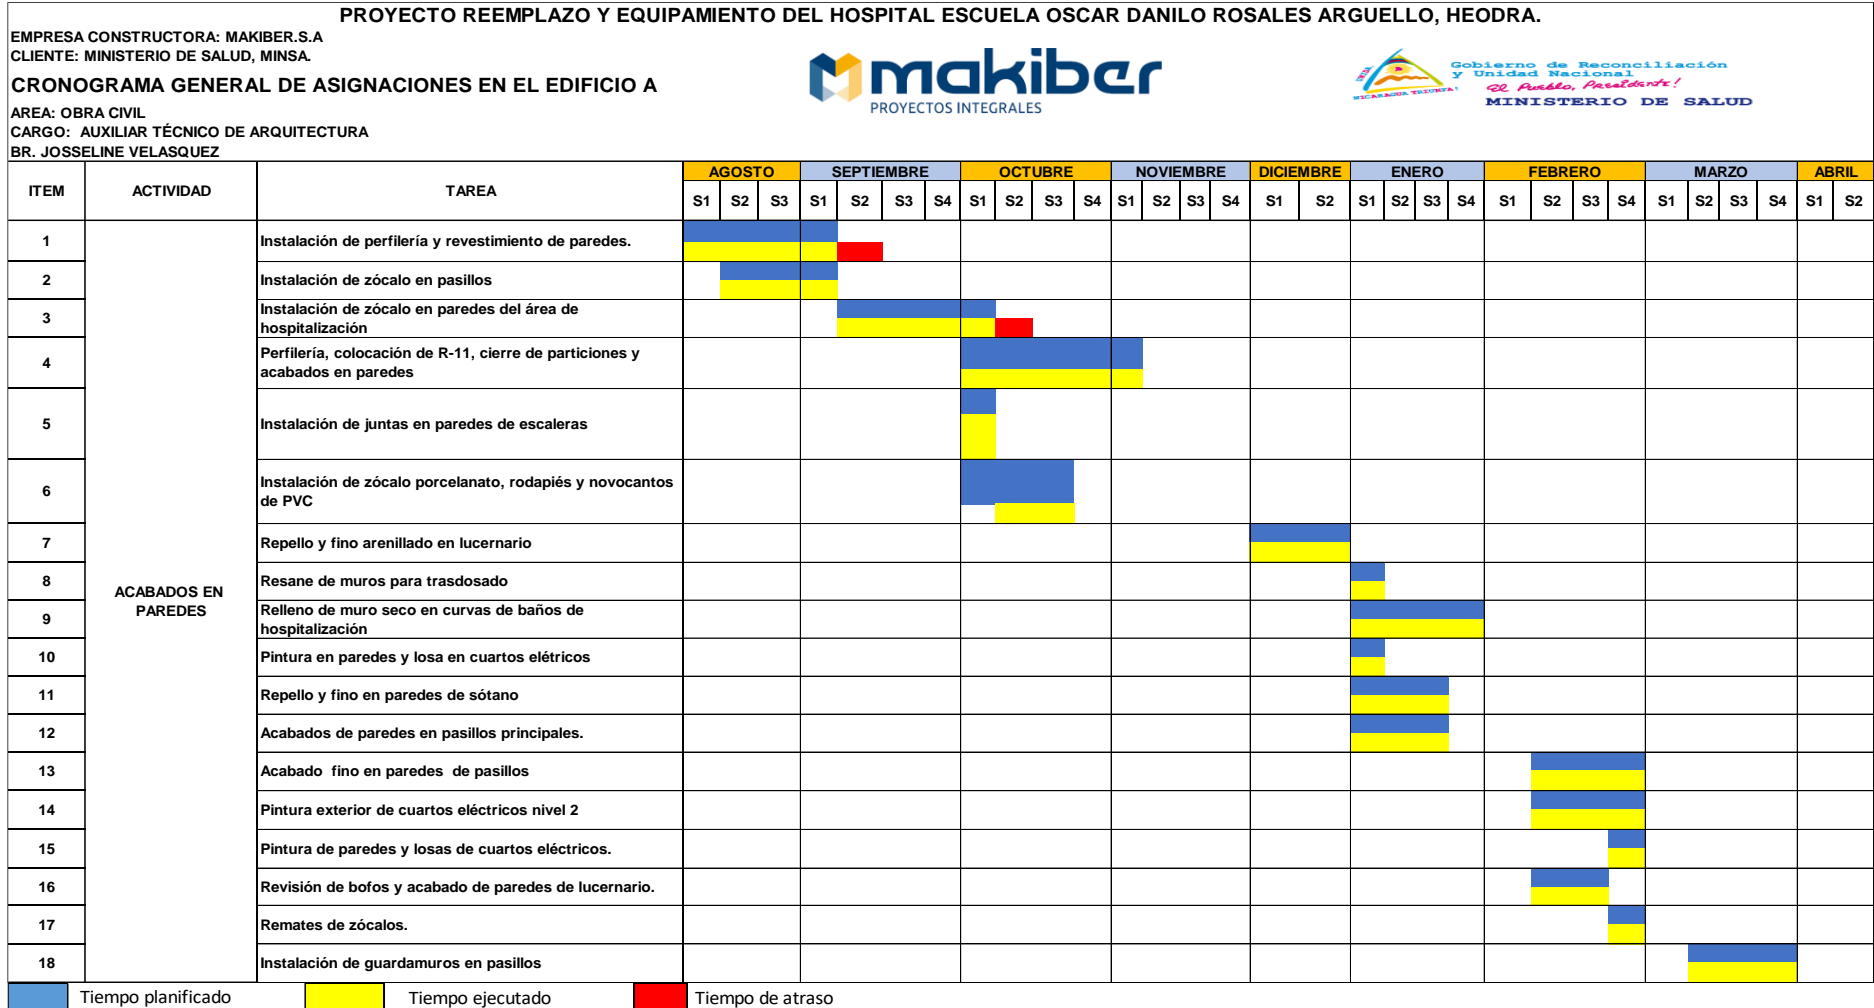 PROYECTO REEMPLAZO Y EQUIPAMIENTO DEL HOSPITAL ESCUELA OSCAR DANILO ROSALES ARGUELLO, HEODRA.
EMPRESA CONSTRUCTORA: MAKIBER.S.A
CLIENTE: MINISTERIO DE SALUD, MINSA.
CRONOGRAMA GENERAL DE ASIGNACIONES EN EL EDIFICIO A
AREA: OBRA CIVIL
CARGO: AUXILIAR TÉCNICO DE ARQUITECTURA
BR. JOSSELINE VELASQUEZ
makiber
PROYECTOS INTEGRALES
UNIDA
NICARAGUA TRIUNFA!
Gobierno de Reconciliación
y Unidad Nacional
El Pueblo, Presidente!
MINISTERIO DE SALUD
ITEM ACTIVIDAD TAREA AGOSTO SEPTIEMBRE OCTUBRE NOVIEMBRE DICIEMBRE ENERO FEBRERO MARZO ABRIL
S1 S2 S3 S1 S2 S3 S4 S1 S2 S3 S4 S1 S2 S3 S4 S1 S2 S1 S2 S3 S4 S1 S2 S3 S4 S1 S2 S3 S4 S1 S2
ACABADOS EN
PAREDES
1 Instalación de perfilería y revestimiento de paredes.
2 Instalación de zócalo en pasillos
3 Instalación de zócalo en paredes del área de
hospitalización
4 Perfilería, colocación de R-11, cierre de particiones y
acabados en paredes
5 Instalación de juntas en paredes de escaleras
6 Instalación de zócalo porcelanato, rodapiés y novocantos
de PVC
7 Repello y fino arenillado en lucernario
8 Resane de muros para trasdosado
9 Relleno de muro seco en curvas de baños de
hospitalización
10 Pintura en paredes y losa en cuartos elétricos
11 Repello y fino en paredes de sótano
12 Acabados de paredes en pasillos principales.
13 Acabado fino en paredes de pasillos
14 Pintura exterior de cuartos eléctricos nivel 2
15 Pintura de paredes y losas de cuartos eléctricos.
16 Revisión de bofos y acabado de paredes de lucernario.
17 Remates de zócalos.
18 Instalación de guardamuros en pasillos
Tiempo planificado Tiempo ejecutado Tiempo de atraso